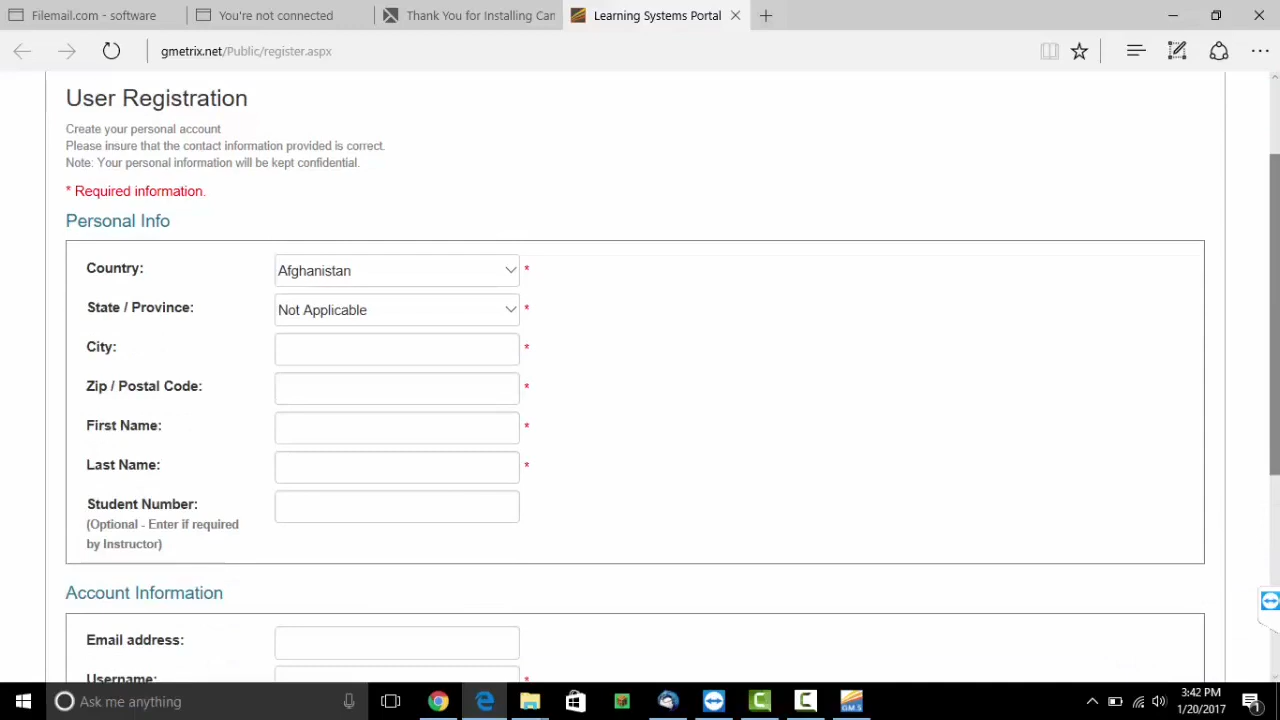 Filemail.com - software
You're not connected
Thank You for Installing Can
Learning Systems Portal
gmetrix.net/Public/register.aspx
User Registration
Create your personal account
Please insure that the contact information provided is correct.
Note: Your personal information will be kept confidential.
* Required information.
Personal Info
Country:
Afghanistan
*
State / Province:
Not Applicable
*
City:
*
Zip / Postal Code:
*
First Name:
*
Last Name:
*
Student Number:
(Optional - Enter if required
by Instructor)
Account Information
Email address:
Username:
*
Ask me anything
GMS
3:42 PM
1/20/2017
1